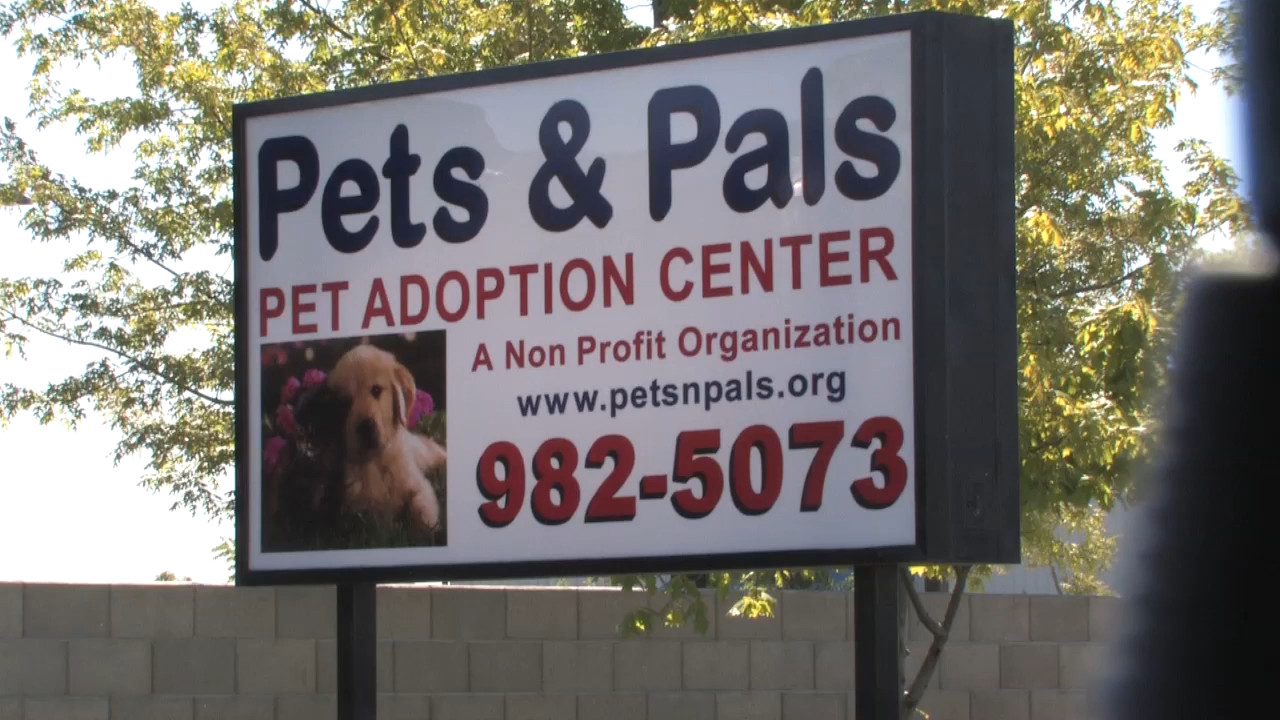 Pets & Pals
PET ADOPTION CENTER
A Non Profit Organization
www.petsnpals.org
982-5073